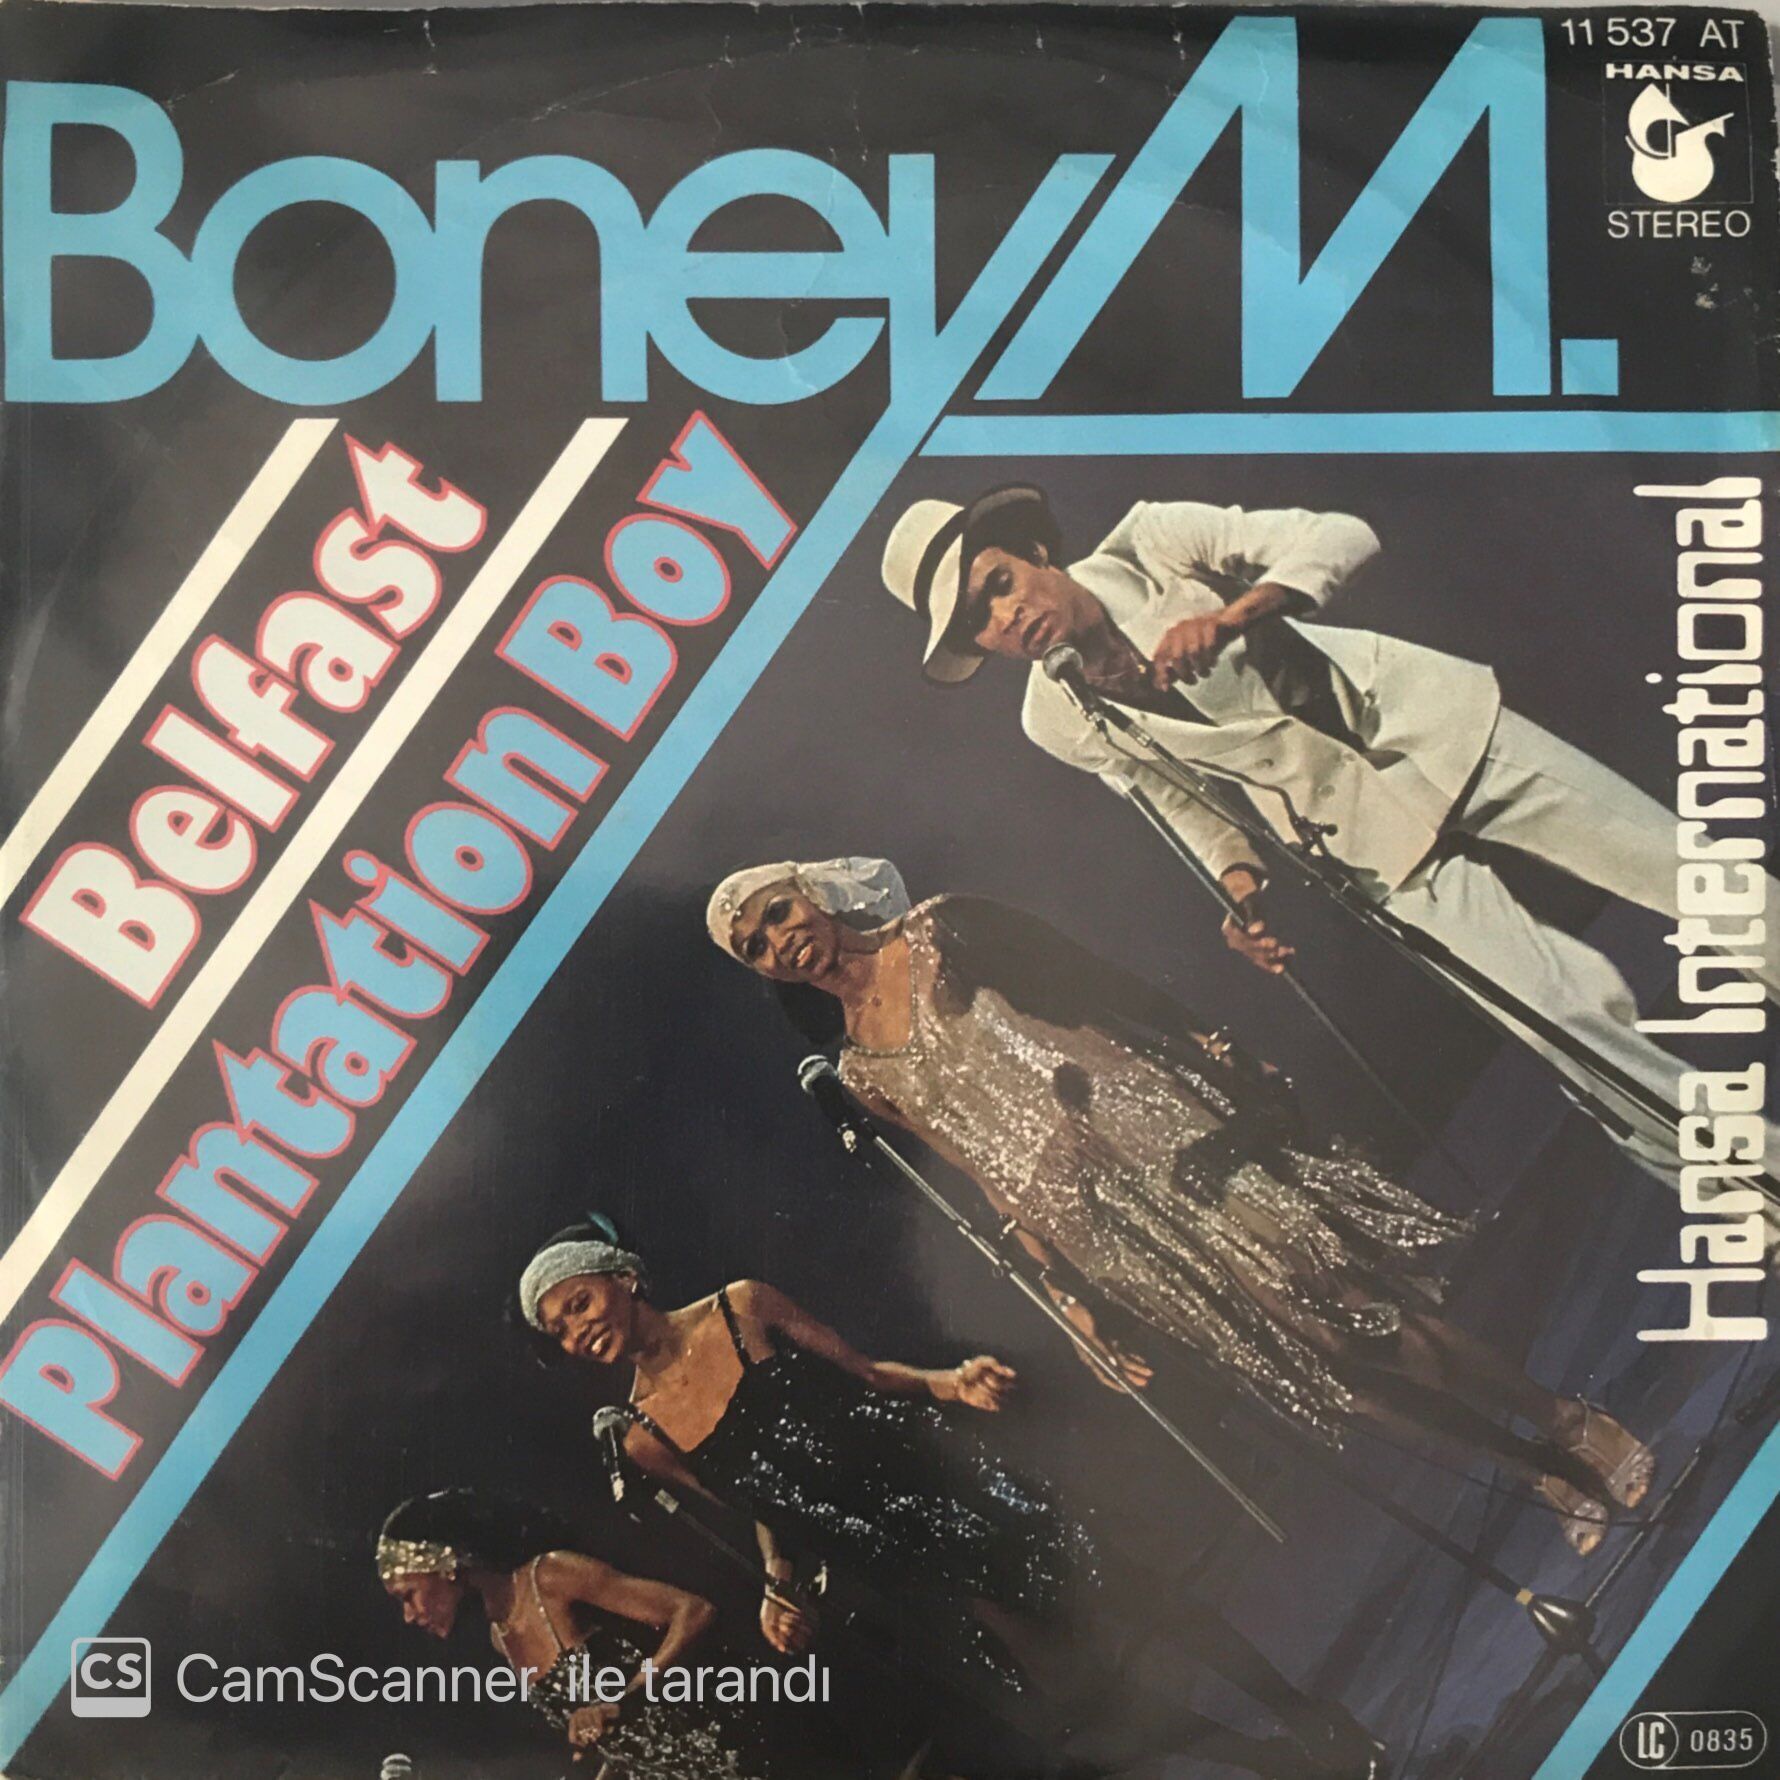 11 537 AT
HANSA
STEREO
Boney M.
Belfast
Plantation Boy
Hansa International
CS CamScanner ile tarandı
LC 0835